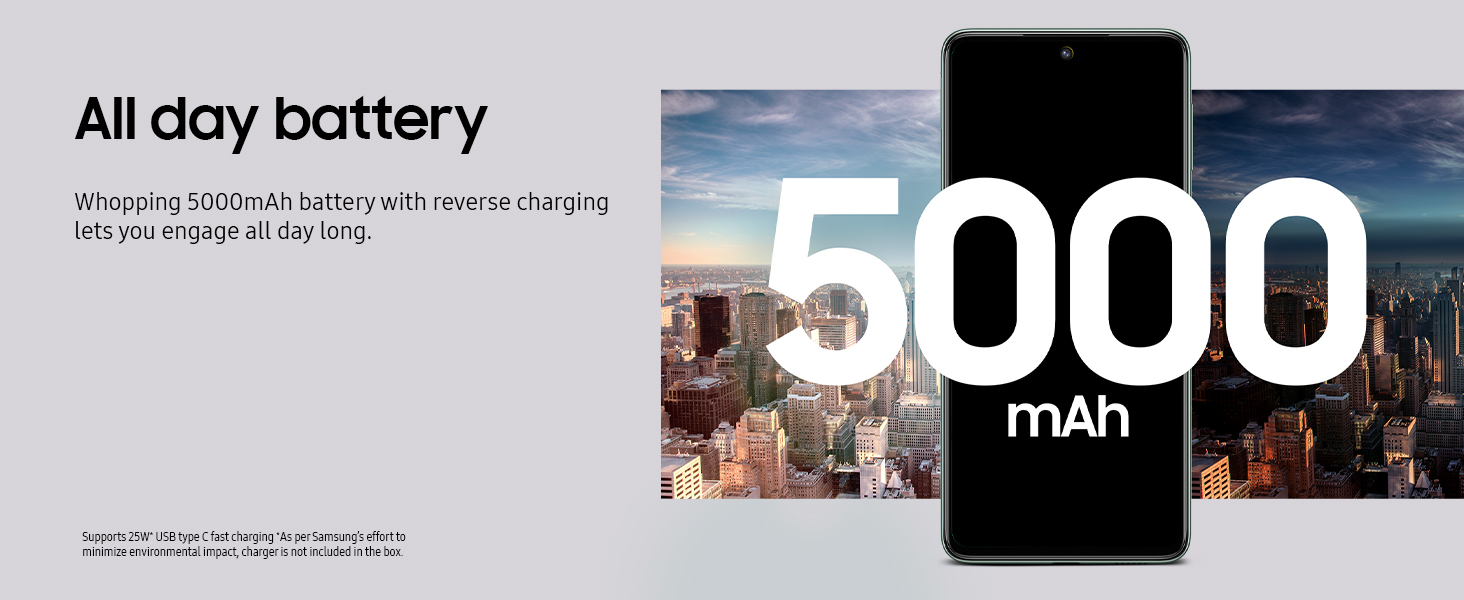 All day battery
Whopping 5000mAh battery with reverse charging
lets you engage all day long.
5000
mAh
Supports 25W* USB type C fast charging *As per Samsung's effort to
minimize environmental impact, charger is not included in the box.